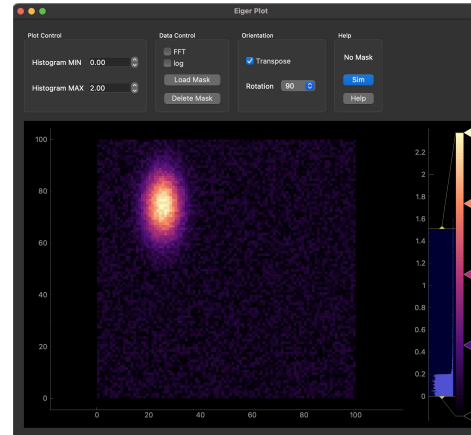 Eiger Plot
Plot Control
Histogram MIN 0.00
Histogram MAX 2.00
Data Control
FFT
log
Load Mask
Delete Mask
Orientation
Transpose
Rotation 90
Help
No Mask
Sim
Help
100
80
60
40
20
0
0 20 40 60 80 100
2.2
2
1.8
1.6
1.4
1.2
1
0.8
0.6
0.4
0.2
0